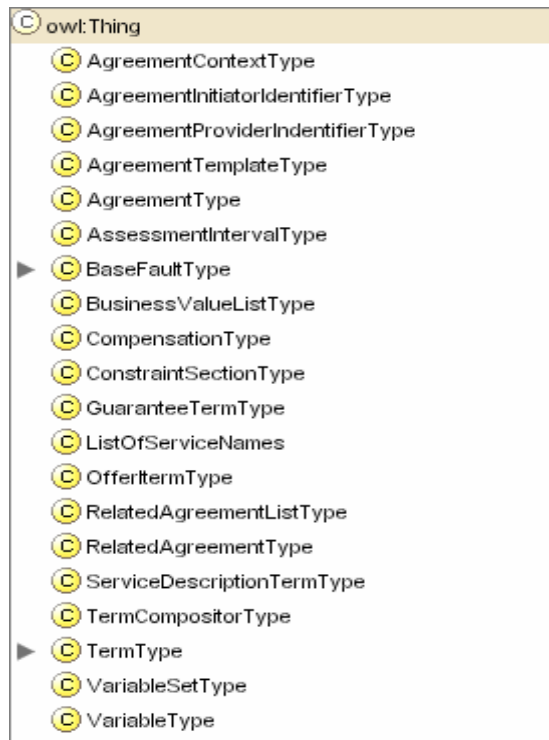 C owl:Thing
C AgreementContextType
C AgreementInitiatorIdentifierType
C AgreementProviderIndentifierType
C AgreementTemplateType
C AgreementType
C AssessmentIntervalType
C BaseFaultType
C BusinessValueListType
C CompensationType
C ConstraintSectionType
C GuaranteeTermType
C ListOfServiceNames
C OfferItermType
C RelatedAgreementListType
C RelatedAgreementType
C ServiceDescriptionTermType
C TermCompositorType
C TermType
C VariableSetType
C VariableType